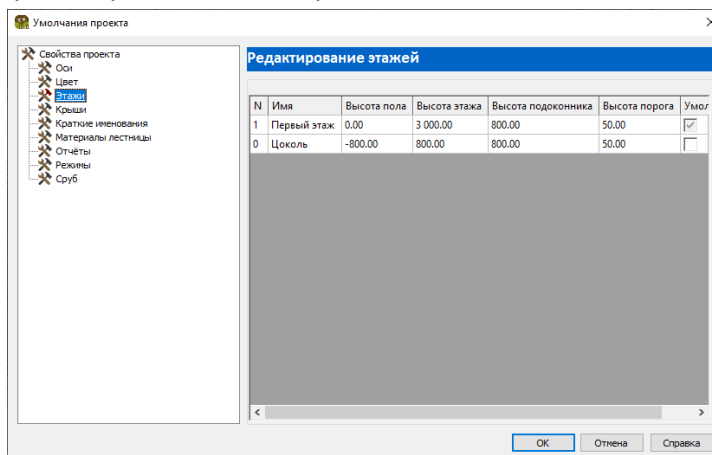 Умолчания проекта
Свойства проекта
Оси
Цвет
Этажи
Крыши
Краткие именования
Материалы лестницы
Отчёты
Режимы
Сруб
Редактирование этажей
N Имя Высота пола Высота этажа Высота подоконника Высота порога Умол
1 Первый этаж 0.00 3 000.00 800.00 50.00
0 Цоколь -800.00 800.00 800.00 50.00
OK Отмена Справка